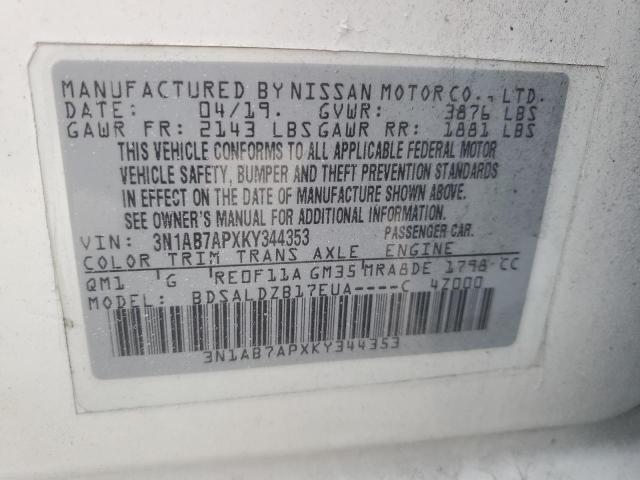 MANUFACTURED BY NISSAN MOTOR CO., LTD.
DATE: 04/19. GVWR: 3876 LBS
GAWR FR: 2143 LBS GAWR RR: 1881 LBS
THIS VEHICLE CONFORMS TO ALL APPLICABLE FEDERAL MOTOR
VEHICLE SAFETY, BUMPER AND THEFT PREVENTION STANDARDS
IN EFFECT ON THE DATE OF MANUFACTURE SHOWN ABOVE.
SEE OWNER'S MANUAL FOR ADDITIONAL INFORMATION
VIN: 3N1AB7APXKY344353 PASSENGER CAR.
COLOR TRIM TRANS AXLE ENGINE
QM1 G RE0F11A GM35 MRA8DE 1798 CC
MODEL: BDSALDZB17EUA----C 4Z000
3N1AB7APXKY344353